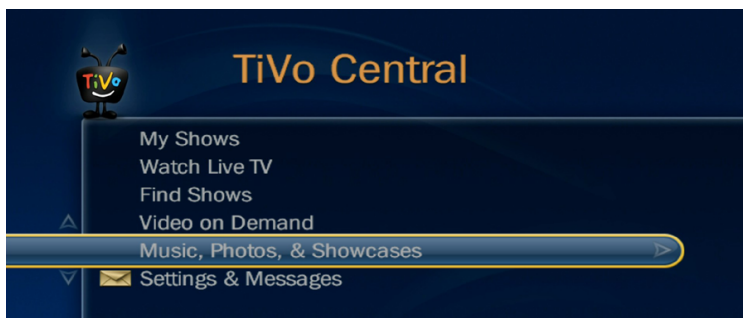 TiVo Central
TiVo
My Shows
Watch Live TV
Find Shows
Video on Demand
Music, Photos, & Showcases
Settings & Messages